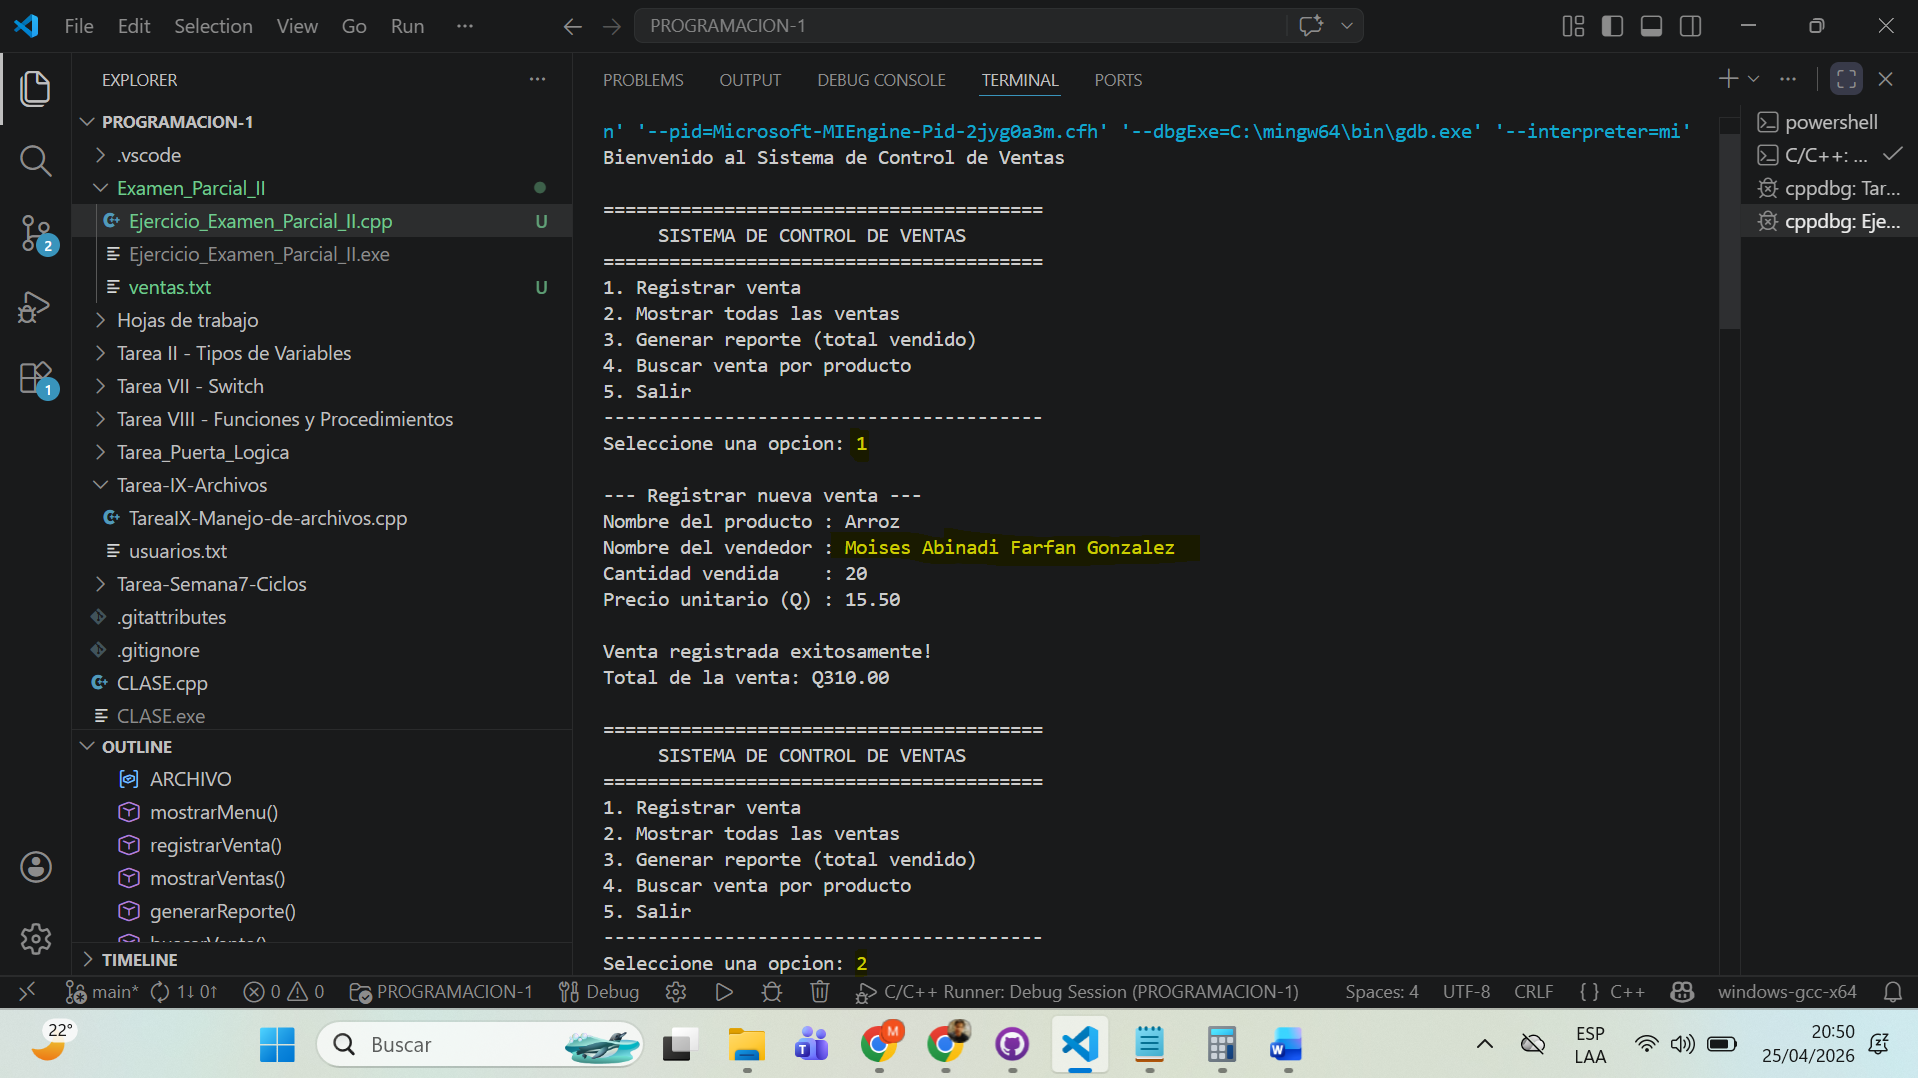 File Edit Selection View Go Run ···
PROGRAMACION-1
EXPLORER
PROGRAMACION-1
.vscode
Examen_Parcial_II
Ejercicio_Examen_Parcial_II.cpp U
Ejercicio_Examen_Parcial_II.exe
ventas.txt U
Hojas de trabajo
Tarea II - Tipos de Variables
Tarea VII - Switch
Tarea VIII - Funciones y Procedimientos
Tarea_Puerta_Logica
Tarea-IX-Archivos
TareaIX-Manejo-de-archivos.cpp
usuarios.txt
Tarea-Semana7-Ciclos
.gitattributes
.gitignore
CLASE.cpp
CLASE.exe
OUTLINE
ARCHIVO
mostrarMenu()
registrarVenta()
mostrarVentas()
generarReporte()
TIMELINE
2
1
PROBLEMS OUTPUT DEBUG CONSOLE TERMINAL PORTS
n' '--pid=Microsoft-MIEngine-Pid-2jyg0a3m.cfh' '--dbgExe=C:\mingw64\bin\gdb.exe' '--interpreter=mi'
Bienvenido al Sistema de Control de Ventas
========================================
SISTEMA DE CONTROL DE VENTAS
========================================
1. Registrar venta
2. Mostrar todas las ventas
3. Generar reporte (total vendido)
4. Buscar venta por producto
5. Salir
----------------------------------------
Seleccione una opcion: 1
--- Registrar nueva venta ---
Nombre del producto : Arroz
Nombre del vendedor : Moises Abinadi Farfan Gonzalez
Cantidad vendida : 20
Precio unitario (Q) : 15.50
Venta registrada exitosamente!
Total de la venta: Q310.00
========================================
SISTEMA DE CONTROL DE VENTAS
========================================
1. Registrar venta
2. Mostrar todas las ventas
3. Generar reporte (total vendido)
4. Buscar venta por producto
5. Salir
----------------------------------------
Seleccione una opcion: 2
powershell
C/C++: ...
cppdbg: Tar...
cppdbg: Eje...
main* 1↓ 0↑ 0 0 PROGRAMACION-1 Debug C/C++ Runner: Debug Session (PROGRAMACION-1) Spaces: 4 UTF-8 CRLF {} C++ windows-gcc-x64
22°
Buscar
M
ESP
LAA
20:50
25/04/2026